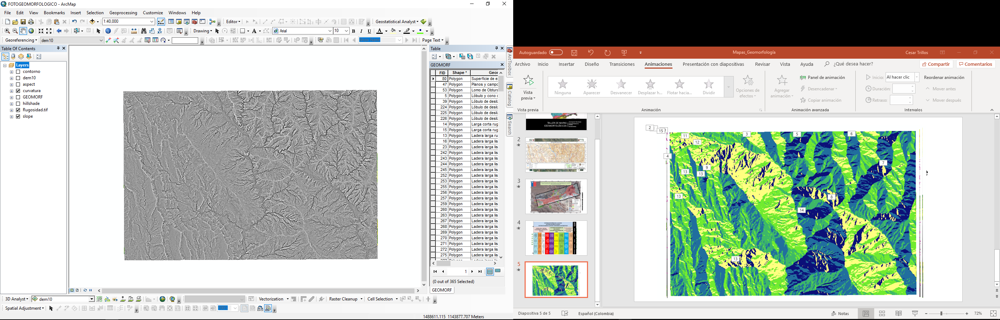 FOTOGEOMORFOLOGICO - ArcMap
File Edit View Bookmarks Insert Selection Geoprocessing Customize Windows Help
1:40,000 Editor Geostatistical Analyst
Drawing Arial 10 B I U A
Georeferencing dem10 Page Text
Table Of Contents
Layers
contorno
dem10
aspect
curvatura
GEOMORF
hillshade
Rugosidad.tif
slope
Table
GEOMORF
FID Shape * Geor
80 Polygon Superficie de e
47 Polygon Planos y campo
53 Polygon Lomo de Obtura
5 Polygon Lóbulo y cono d
39 Polygon Lóbulo de desli
224 Polygon Lóbulo de desli
225 Polygon Lóbulo de desli
226 Polygon Lóbulo de desli
14 Polygon Larga corta rug
15 Polygon Larga corta rug
13 Polygon Ladera larga ru
16 Polygon Ladera larga lis
23 Polygon Ladera larga lis
242 Polygon Ladera larga lis
243 Polygon Ladera larga lis
244 Polygon Ladera larga lis
245 Polygon Ladera larga lis
252 Polygon Ladera larga lis
253 Polygon Ladera larga lis
255 Polygon Ladera larga lis
256 Polygon Ladera larga lis
257 Polygon Ladera larga lis
259 Polygon Ladera larga lis
260 Polygon Ladera larga lis
263 Polygon Ladera larga lis
267 Polygon Ladera larga lis
268 Polygon Ladera larga lis
269 Polygon Ladera larga lis
270 Polygon Ladera larga lis
271 Polygon Ladera larga lis
272 Polygon Ladera larga lis
275 Polygon Ladera larga lis
1
(0 out of 365 Selected)
GEOMORF
ArcToolbox
Catalog
Search
3D Analyst dem10 Vectorization Raster Cleanup Cell Selection
Spatial Adjustment
1488611.115 1143877.707 Meters
Autoguardado Mapas_Geomorfología Cesar Trillos
Archivo Inicio Insertar Diseño Transiciones Animaciones Presentación con diapositivas Revisar Vista Ayuda ¿Qué desea hacer? Compartir Comentarios
Vista previa
Ninguna Aparecer Desvanecer Desplazar h... Flotar hacia... Dividir
Opciones de efectos
Agregar animación
Panel de animación
Desencadenar
Copiar animación
Inicio: Al hacer clic
Duración:
Retraso:
Reordenar animación
Mover antes
Mover después
Vista previa Animación Animación avanzada Intervalos
TALLER DE MAPAS
GEOMORFOLÓGICOS
2
3
4
5
2 15
11 3 5 6
12
4
7
9
13 13
13 8
14
13
e
Diapositiva 5 de 5 Español (Colombia) Notas 72%